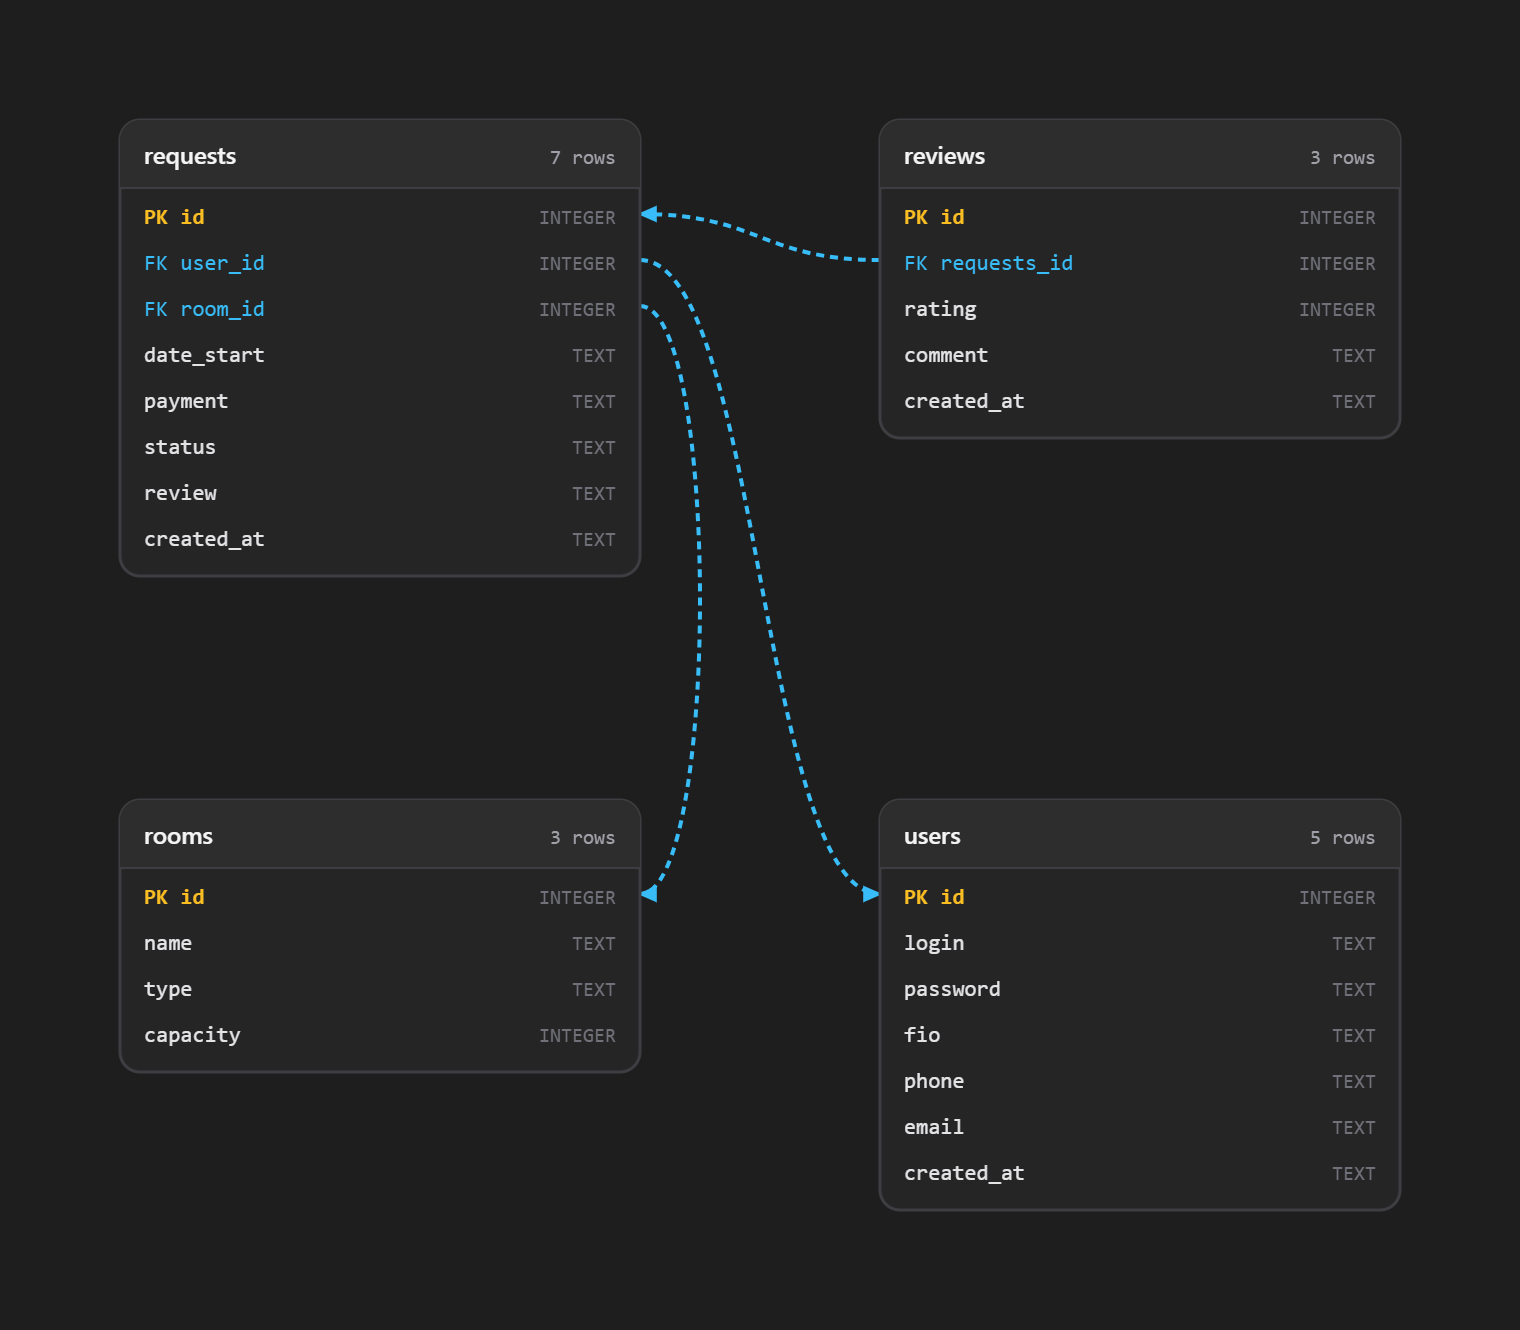 requests 7 rows
PK id INTEGER
FK user_id INTEGER
FK room_id INTEGER
date_start TEXT
payment TEXT
status TEXT
review TEXT
created_at TEXT
reviews 3 rows
PK id INTEGER
FK requests_id INTEGER
rating INTEGER
comment TEXT
created_at TEXT
rooms 3 rows
PK id INTEGER
name TEXT
type TEXT
capacity INTEGER
users 5 rows
PK id INTEGER
login TEXT
password TEXT
fio TEXT
phone TEXT
email TEXT
created_at TEXT